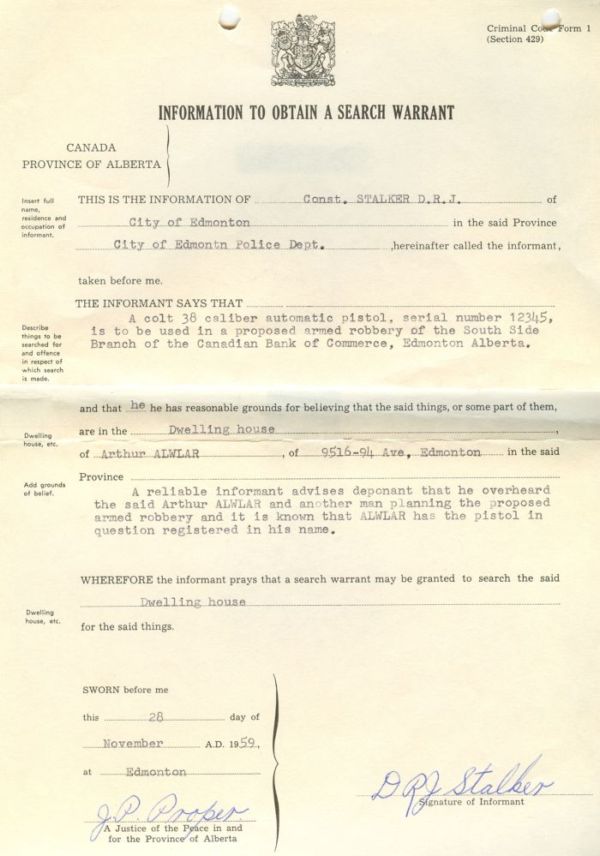 Criminal Code Form 1
(Section 429)
INFORMATION TO OBTAIN A SEARCH WARRANT
CANADA
PROVINCE OF ALBERTA
Insert full
name,
residence and
occupation of
informant.
THIS IS THE INFORMATION OF Const. STALKER D.R.J. of
City of Edmonton in the said Province
City of Edmontn Police Dept. ,hereinafter called the informant,
taken before me.
THE INFORMANT SAYS THAT
Describe
things to be
searched for
and offence
in respect of
which search
is made.
A colt 38 caliber automatic pistol, serial number 12345,
is to be used in a proposed armed robbery of the South Side
Branch of the Canadian Bank of Commerce, Edmonton Alberta.
and that he he has reasonable grounds for believing that the said things, or some part of them,
Dwelling
house, etc.
are in the Dwelling house ,
of Arthur ALWLAR , of 9516-94 Ave, Edmonton in the said
Province
Add grounds
of belief.
A reliable informant advises deponant that he overheard
the said Arthur ALWLAR and another man planning the proposed
armed robbery and it is known that ALWLAR has the pistol in
question registered in his name.
WHEREFORE the informant prays that a search warrant may be granted to search the said
Dwelling house
Dwelling
house, etc.
for the said things.
SWORN before me
this 28 day of
November A.D. 1959,
at Edmonton
J.P. Proper.
A Justice of the Peace in and
for the Province of Alberta
DRJ Stalker
Signature of Informant